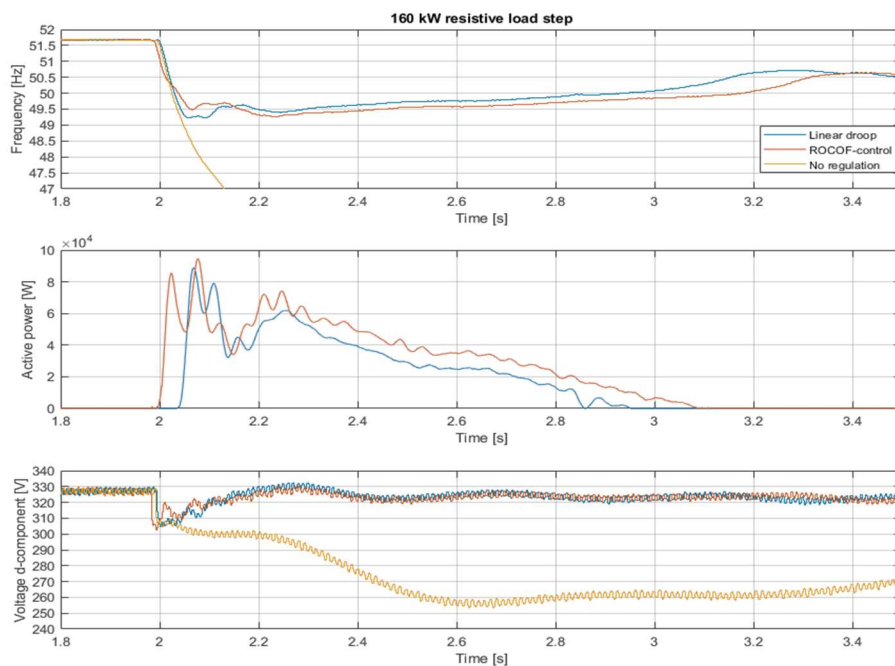 160 kW resistive load step
Frequency [Hz]
52
51.5
51
50.5
50
49.5
49
48.5
48
47.5
47
Linear droop
ROCOF-control
No regulation
1.8 2 2.2 2.4 2.6 2.8 3 3.2 3.4
Time [s]
×10⁴
Active power [W]
10
8
6
4
2
0
1.8 2 2.2 2.4 2.6 2.8 3 3.2 3.4
Time [s]
Voltage d-component [V]
340
330
320
310
300
290
280
270
260
250
240
1.8 2 2.2 2.4 2.6 2.8 3 3.2 3.4
Time [s]